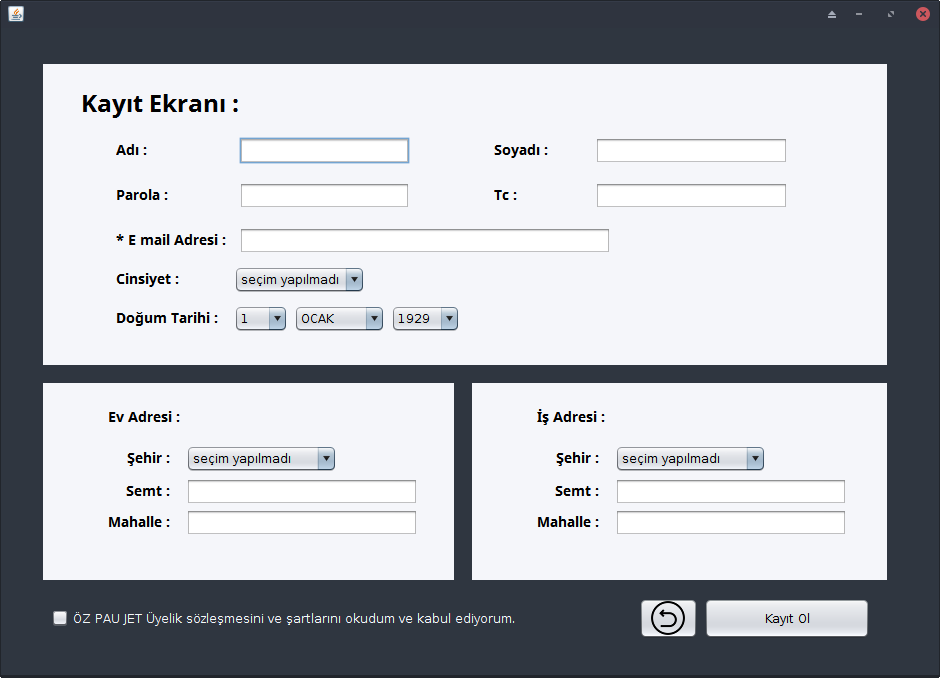 Kayıt Ekranı :
Adı : Soyadı :
Parola : Tc :
* E mail Adresi :
Cinsiyet : seçim yapılmadı
Doğum Tarihi : 1 OCAK 1929
Ev Adresi :
Şehir : seçim yapılmadı
Semt :
Mahalle :
İş Adresi :
Şehir : seçim yapılmadı
Semt :
Mahalle :
ÖZ PAU JET Üyelik sözleşmesini ve şartlarını okudum ve kabul ediyorum.
Kayıt Ol